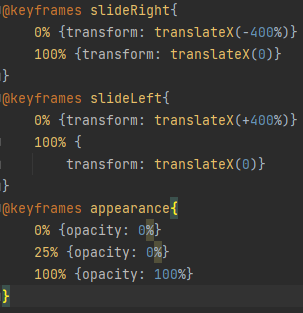 @keyframes slideRight{
    0% {transform: translateX(-400%)}
    100% {transform: translateX(0)}
}
@keyframes slideLeft{
    0% {transform: translateX(+400%)}
    100% {
        transform: translateX(0)}
}
@keyframes appearance{
    0% {opacity: 0%}
    25% {opacity: 0%}
    100% {opacity: 100%}
}